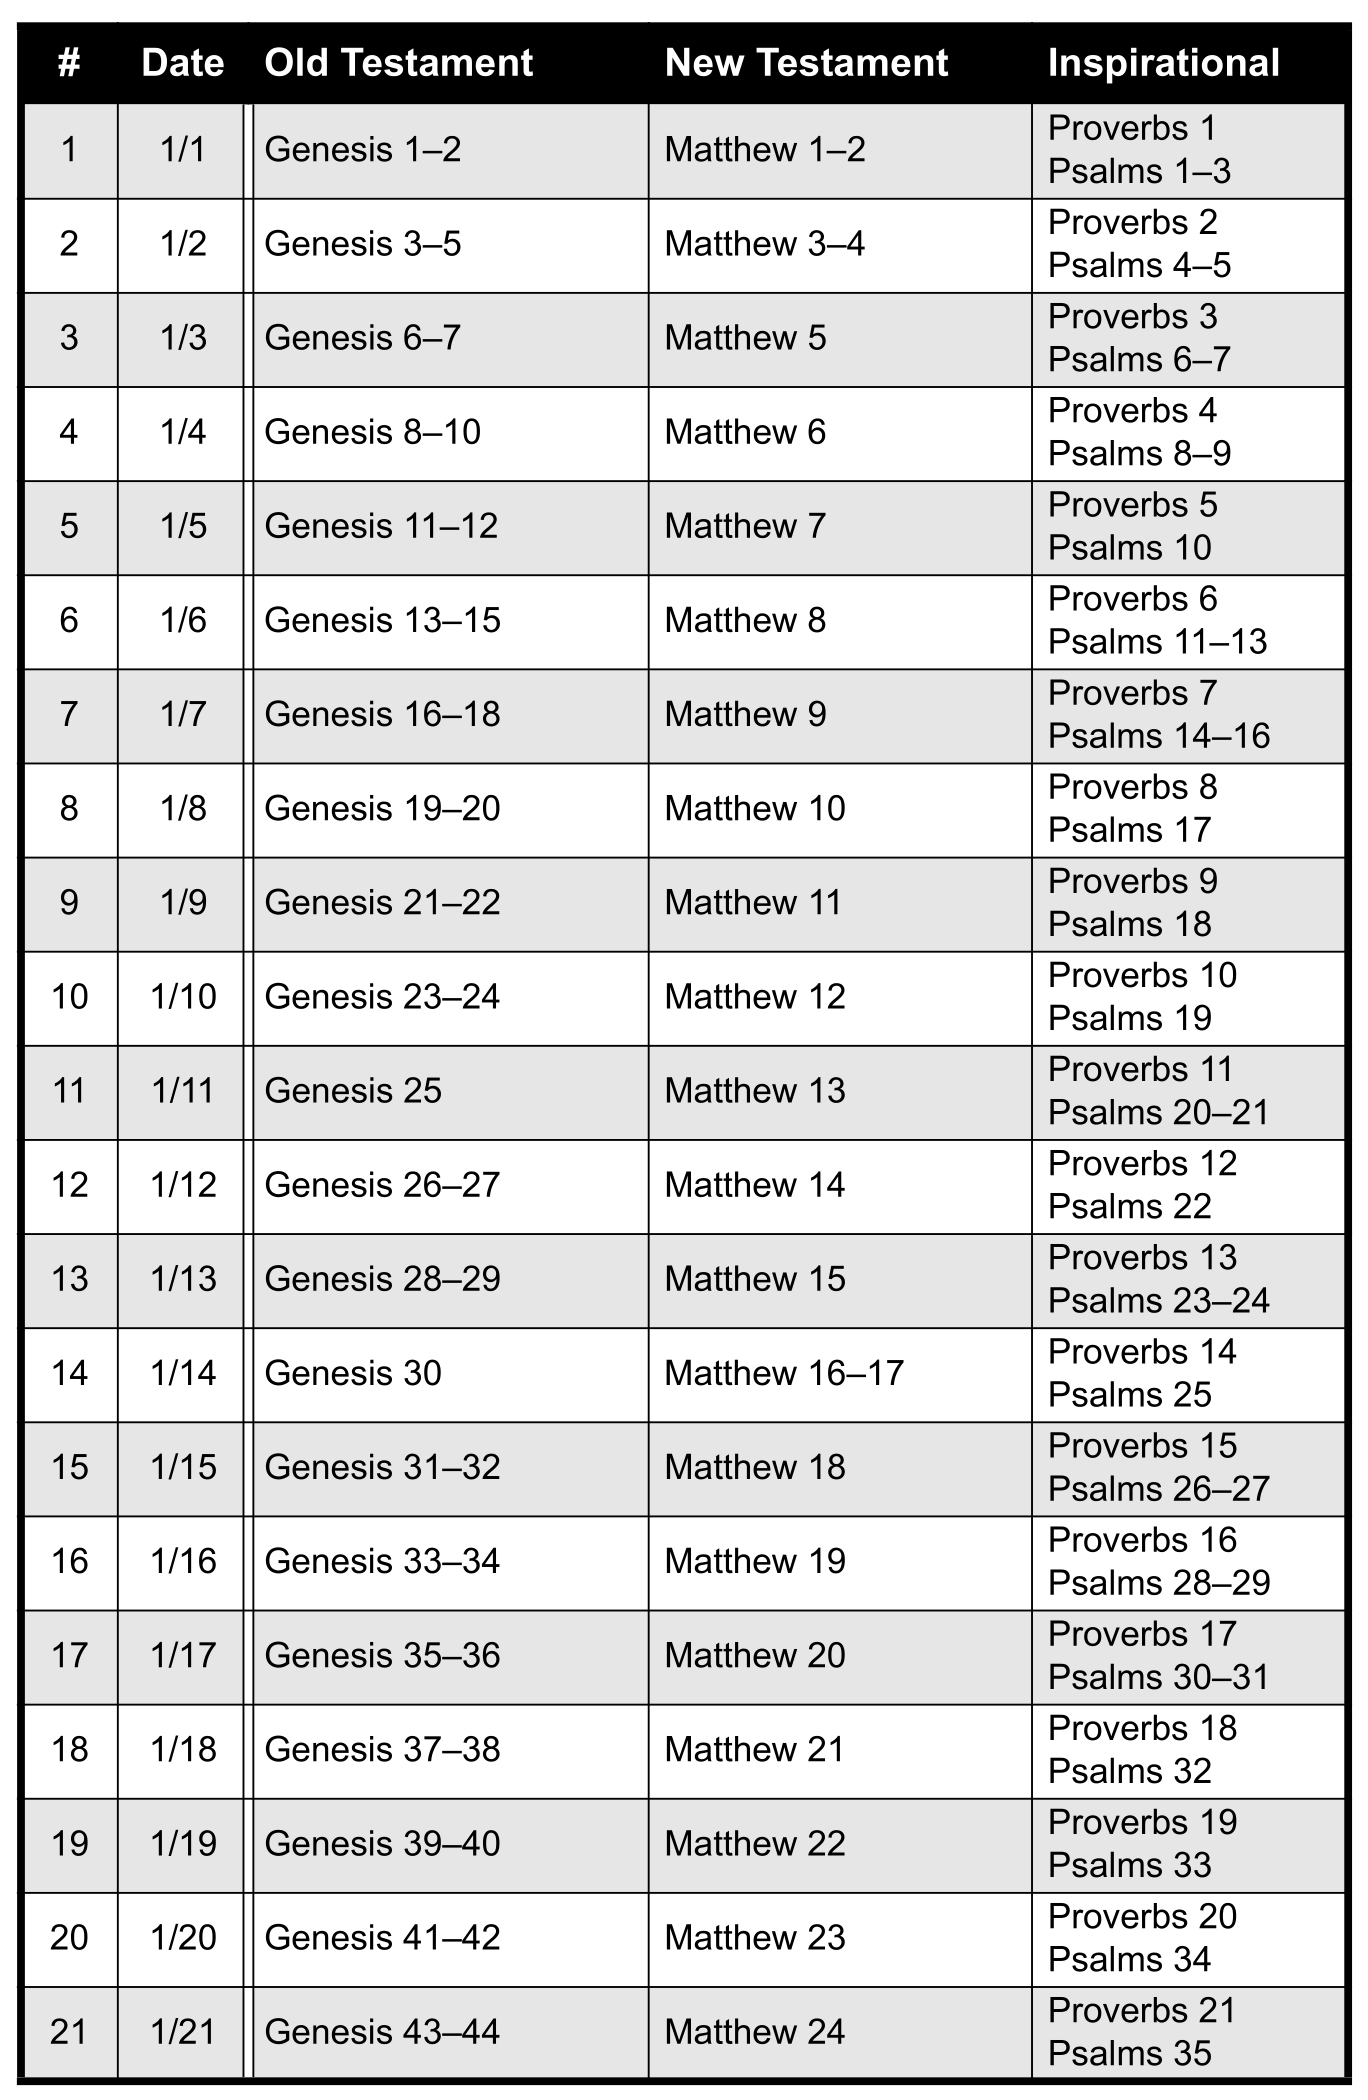 # Date Old Testament New Testament Inspirational
1 1/1 Genesis 1–2 Matthew 1–2 Proverbs 1
Psalms 1–3
2 1/2 Genesis 3–5 Matthew 3–4 Proverbs 2
Psalms 4–5
3 1/3 Genesis 6–7 Matthew 5 Proverbs 3
Psalms 6–7
4 1/4 Genesis 8–10 Matthew 6 Proverbs 4
Psalms 8–9
5 1/5 Genesis 11–12 Matthew 7 Proverbs 5
Psalms 10
6 1/6 Genesis 13–15 Matthew 8 Proverbs 6
Psalms 11–13
7 1/7 Genesis 16–18 Matthew 9 Proverbs 7
Psalms 14–16
8 1/8 Genesis 19–20 Matthew 10 Proverbs 8
Psalms 17
9 1/9 Genesis 21–22 Matthew 11 Proverbs 9
Psalms 18
10 1/10 Genesis 23–24 Matthew 12 Proverbs 10
Psalms 19
11 1/11 Genesis 25 Matthew 13 Proverbs 11
Psalms 20–21
12 1/12 Genesis 26–27 Matthew 14 Proverbs 12
Psalms 22
13 1/13 Genesis 28–29 Matthew 15 Proverbs 13
Psalms 23–24
14 1/14 Genesis 30 Matthew 16–17 Proverbs 14
Psalms 25
15 1/15 Genesis 31–32 Matthew 18 Proverbs 15
Psalms 26–27
16 1/16 Genesis 33–34 Matthew 19 Proverbs 16
Psalms 28–29
17 1/17 Genesis 35–36 Matthew 20 Proverbs 17
Psalms 30–31
18 1/18 Genesis 37–38 Matthew 21 Proverbs 18
Psalms 32
19 1/19 Genesis 39–40 Matthew 22 Proverbs 19
Psalms 33
20 1/20 Genesis 41–42 Matthew 23 Proverbs 20
Psalms 34
21 1/21 Genesis 43–44 Matthew 24 Proverbs 21
Psalms 35